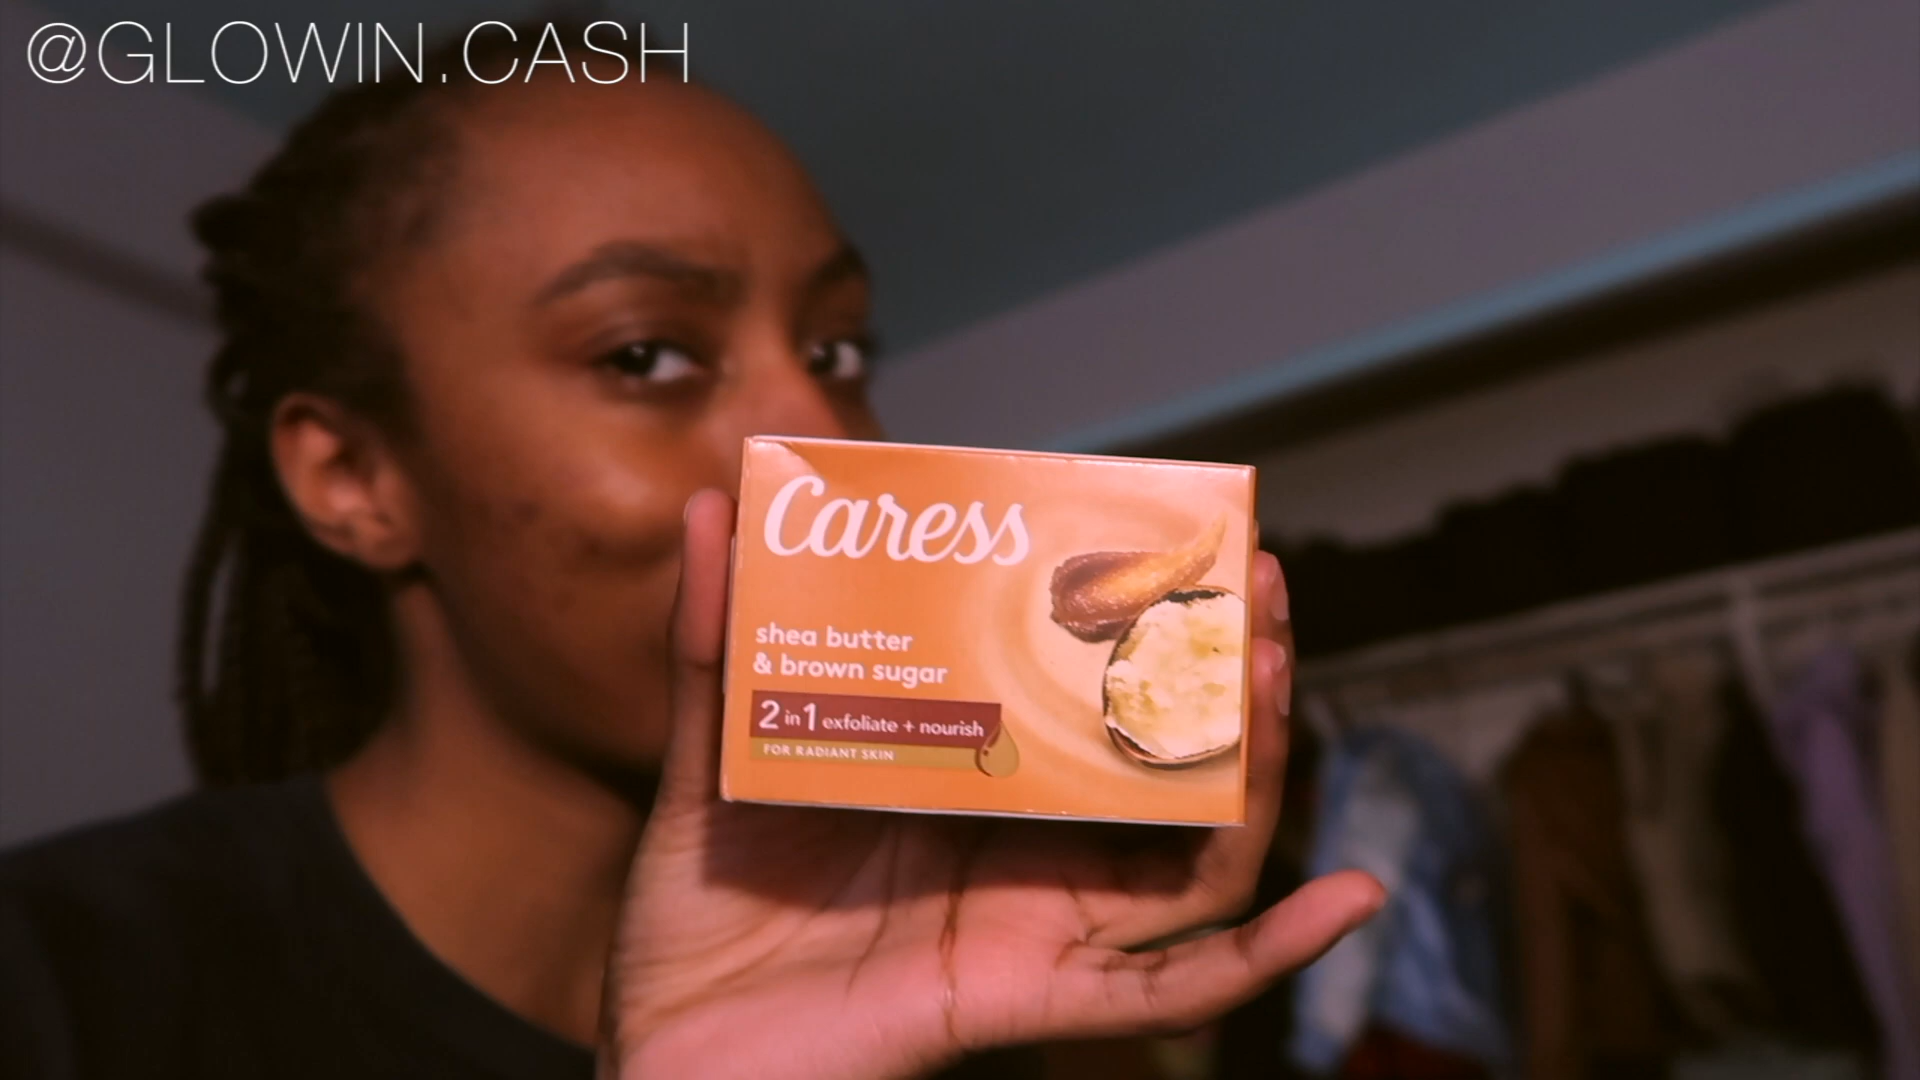 @GLOWIN.CASH
Caress
shea butter
& brown sugar
2 in 1 exfoliate + nourish
FOR RADIANT SKIN